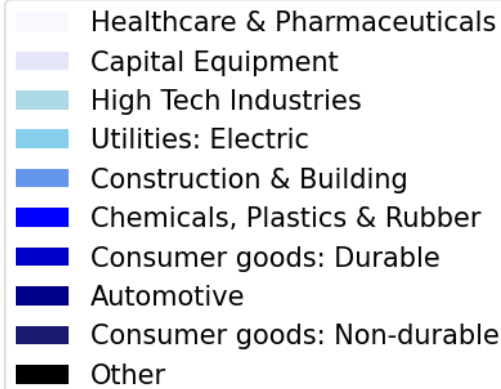 Healthcare & Pharmaceuticals
Capital Equipment
High Tech Industries
Utilities: Electric
Construction & Building
Chemicals, Plastics & Rubber
Consumer goods: Durable
Automotive
Consumer goods: Non-durable
Other